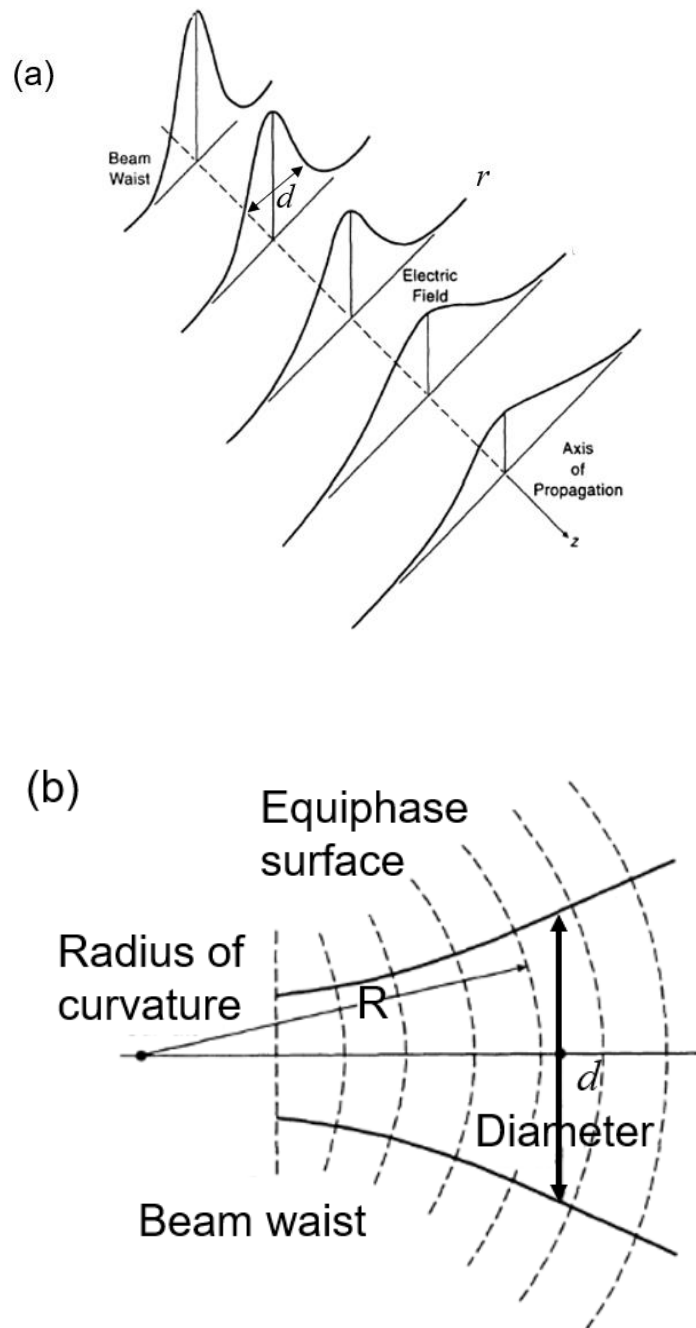 (a)
Beam
Waist
d
r
Electric
Field
Axis
of
Propagation
z
(b)
Equiphase
surface
Radius of
curvature
R
d
Diameter
Beam waist